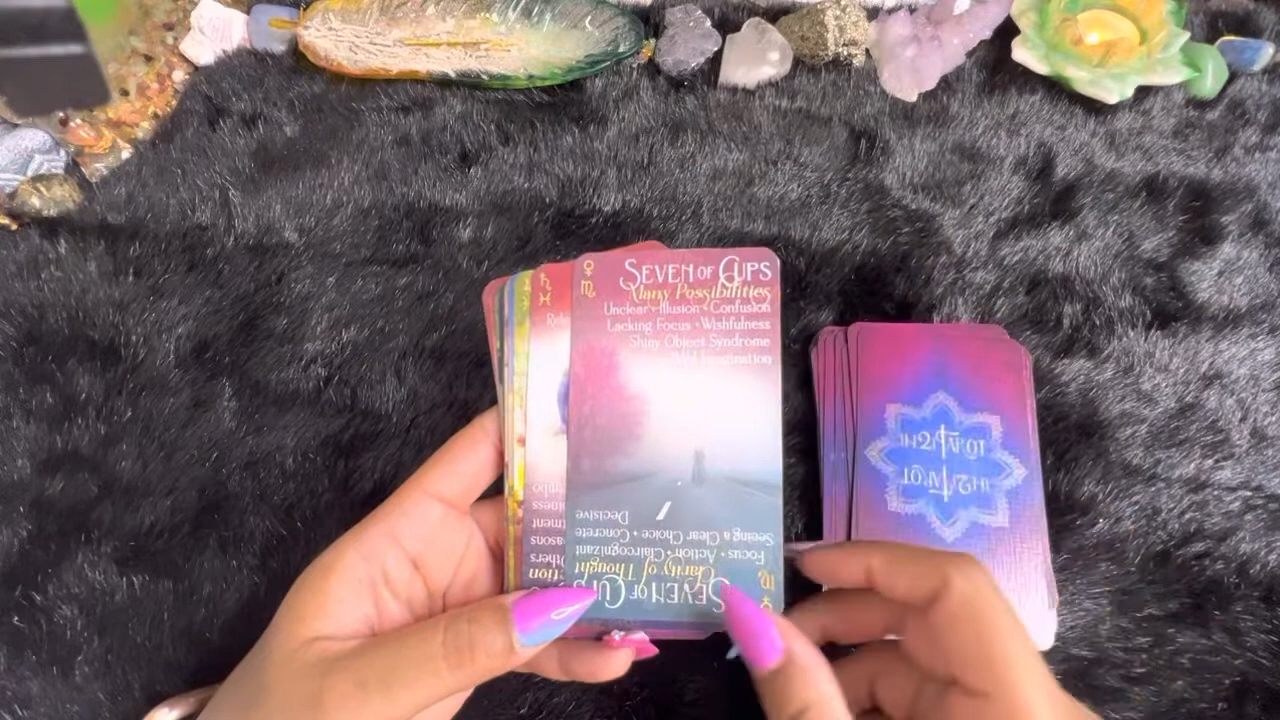 SEVEN OF CUPS
Many Possibilities
Unclear • Illusion • Confusion
Lacking Focus • Wishfulness
Shiny Object Syndrome
Wild Imagination
Decisive
Seeing a Clear Choice • Concrete
Focus • Action • Claircognizant
Clarity of Thought
SEVEN OF CUPS